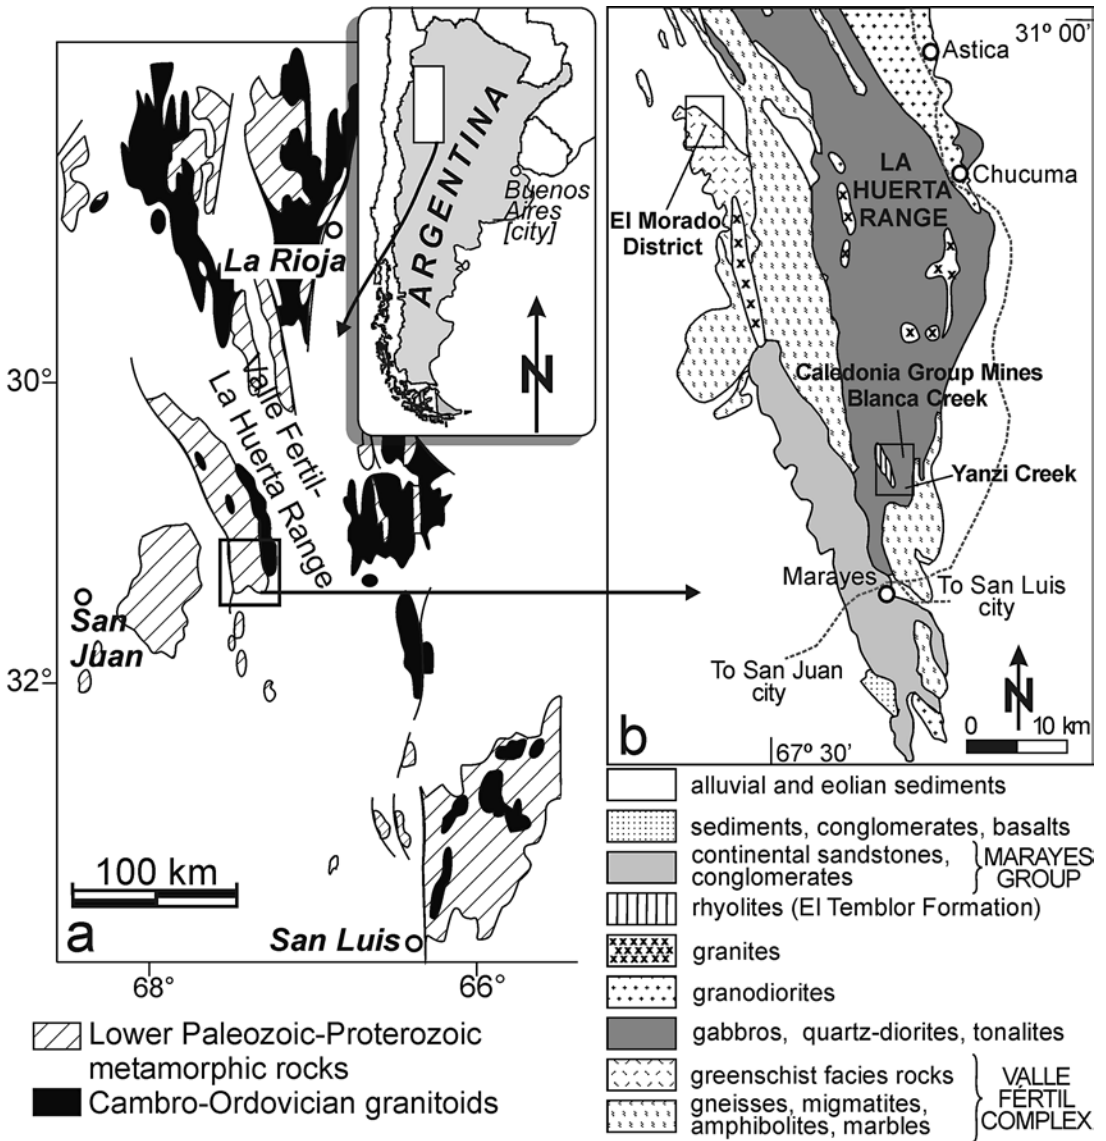 ARGENTINA
Buenos
Aires
[city]
N
La Rioja
30°
Valle Fertil-
La Huerta Range
San
Juan
32°
100 km
a
San Luis
68°
66°
Lower Paleozoic-Proterozoic
metamorphic rocks
Cambro-Ordovician granitoids
31º 00’
Astica
LA
HUERTA
RANGE
Chucuma
El Morado
District
Caledonia Group Mines
Blanca Creek
Yanzi Creek
Marayes
To San Luis
city
To San Juan
city
N
b
0 10 km
67º 30’
alluvial and eolian sediments
sediments, conglomerates, basalts
continental sandstones,
conglomerates
MARAYES
GROUP
rhyolites (El Temblor Formation)
granites
granodiorites
gabbros, quartz-diorites, tonalites
greenschist facies rocks
gneisses, migmatites,
amphibolites, marbles
VALLE
FÉRTIL
COMPLEX